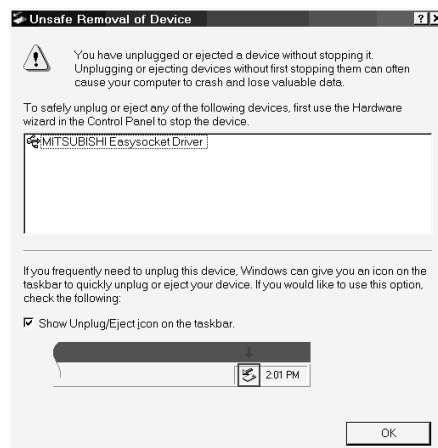 Unsafe Removal of Device
You have unplugged or ejected a device without stopping it.
Unplugging or ejecting devices without first stopping them can often
cause your computer to crash and lose valuable data.
To safely unplug or eject any of the following devices, first use the Hardware
wizard in the Control Panel to stop the device.
MITSUBISHI Easysocket Driver
If you frequently need to unplug this device, Windows can give you an icon on the
taskbar to quickly unplug or eject your device. If you would like to use this option,
check the following:
Show Unplug/Eject icon on the taskbar.
2:01 PM
OK